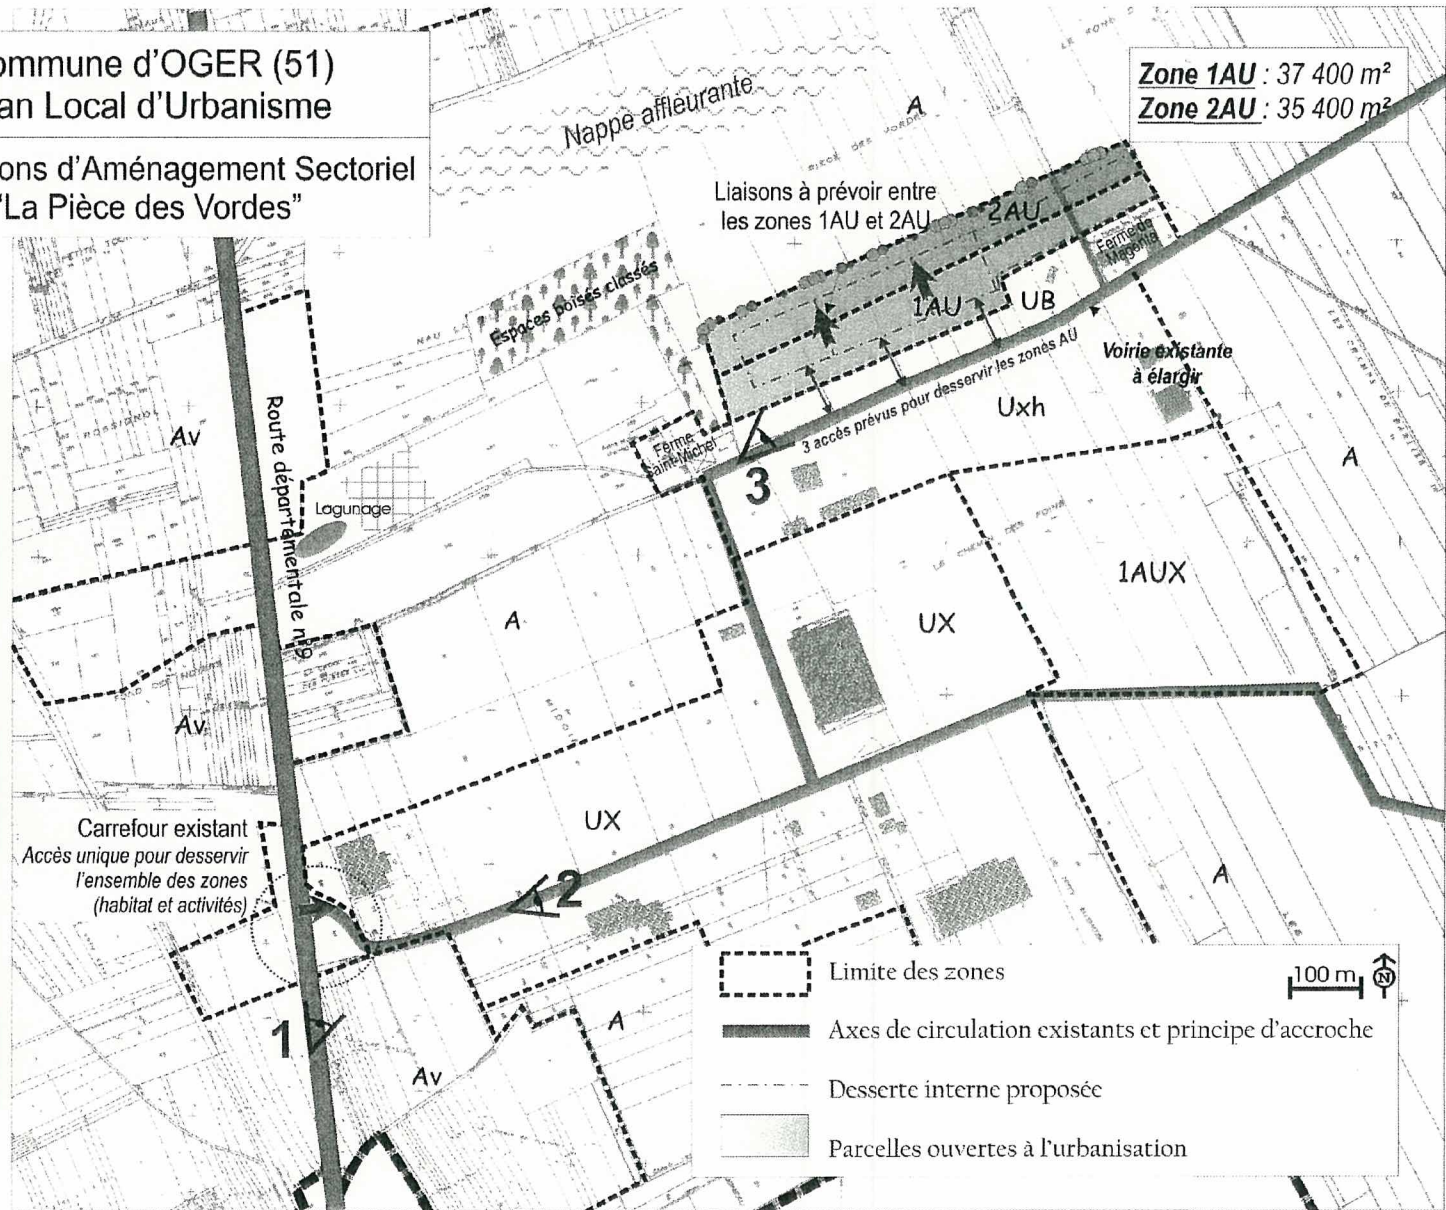 ommune d'OGER (51)
an Local d'Urbanisme
ons d'Aménagement Sectoriel
"La Pièce des Vordes"
Zone 1AU : 37 400 m²
Zone 2AU : 35 400 m²
Nappe affleurante
A
PIECE DES VORDES
Liaisons à prévoir entre
les zones 1AU et 2AU
2AU
Ferme de
Magenta
Espaces boisés classés
1AU
UB
Voirie existante
à élargir
3 accès prévus pour desservir les zones AU
Uxh
Av
Route départementale n°9
Ferme
Saint-Michel
3
A
Lagunage
1AUX
A
UX
Av
UX
Carrefour existant
Accès unique pour desservir
l'ensemble des zones
(habitat et activités)
2
A
1
A
Av
Limite des zones
100 m
N
Axes de circulation existants et principe d'accroche
Desserte interne proposée
Parcelles ouvertes à l'urbanisation